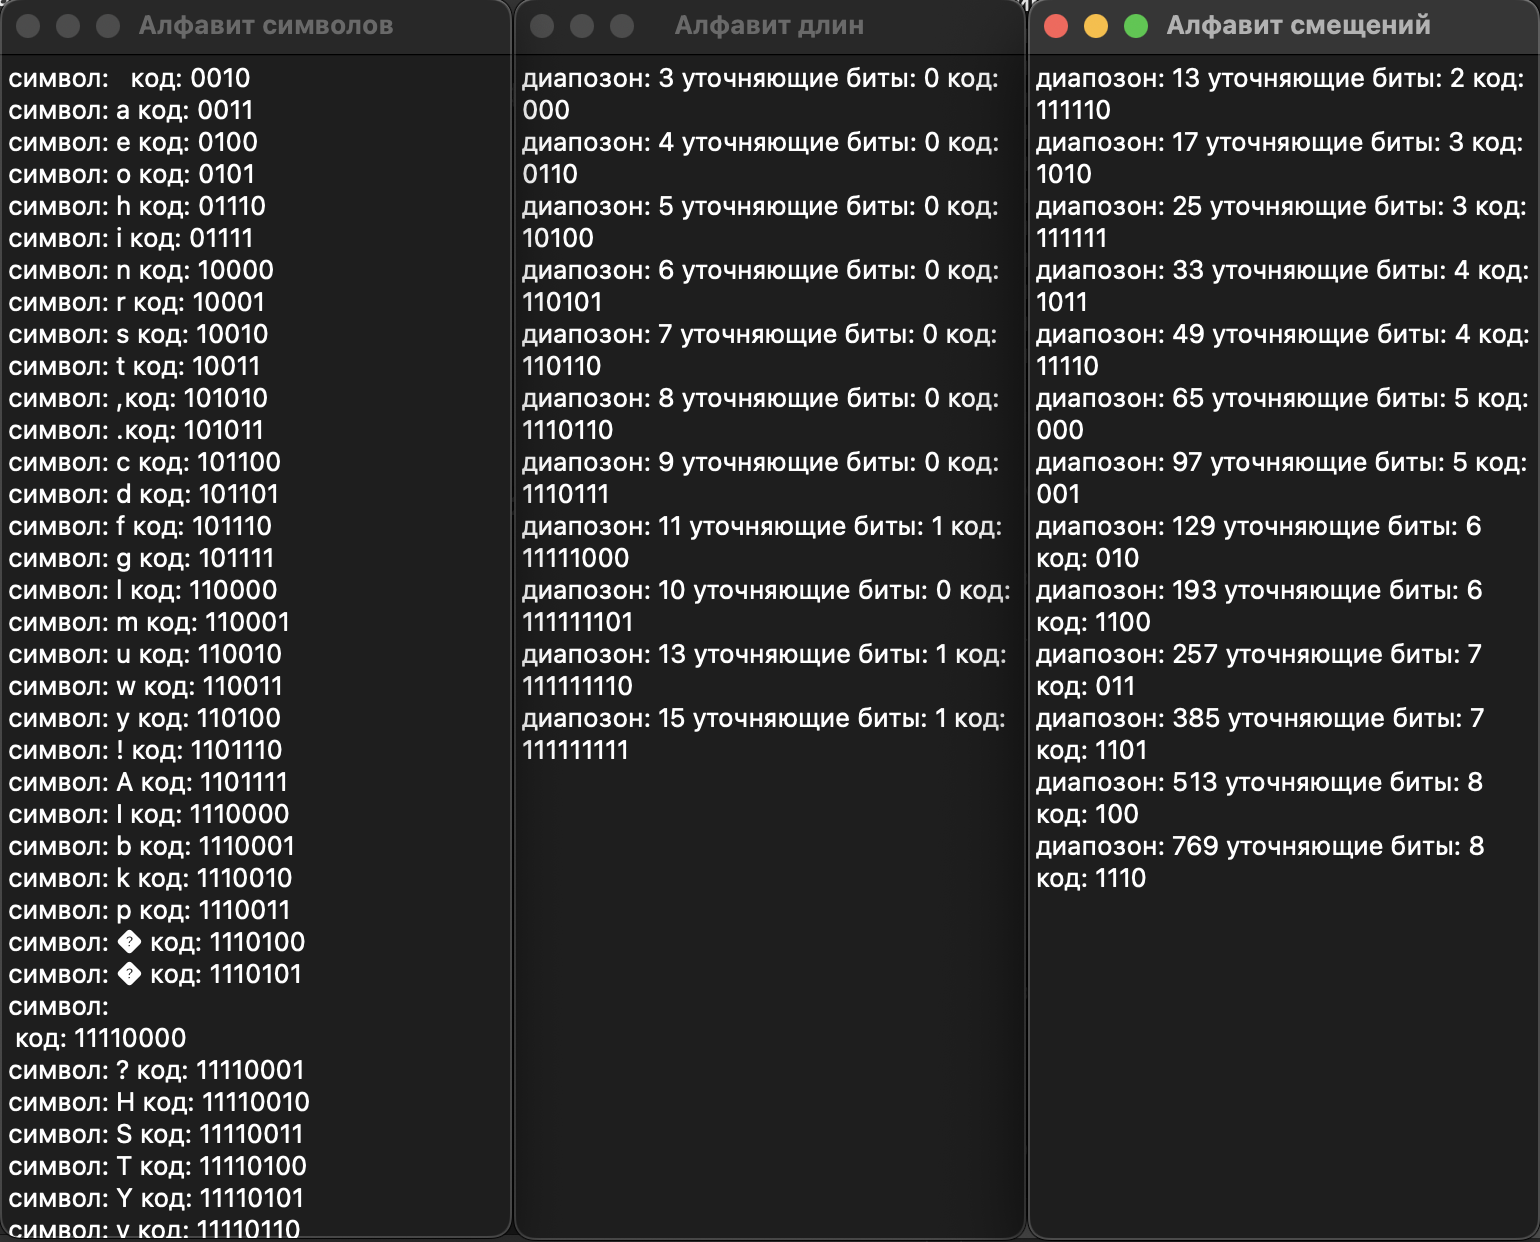 Алфавит символов
символ:   код: 0010
символ: a код: 0011
символ: e код: 0100
символ: o код: 0101
символ: h код: 01110
символ: i код: 01111
символ: n код: 10000
символ: r код: 10001
символ: s код: 10010
символ: t код: 10011
символ: ,код: 101010
символ: .код: 101011
символ: c код: 101100
символ: d код: 101101
символ: f код: 101110
символ: g код: 101111
символ: l код: 110000
символ: m код: 110001
символ: u код: 110010
символ: w код: 110011
символ: y код: 110100
символ: ! код: 1101110
символ: A код: 1101111
символ: I код: 1110000
символ: b код: 1110001
символ: k код: 1110010
символ: p код: 1110011
символ: � код: 1110100
символ: � код: 1110101
символ:
код: 11110000
символ: ? код: 11110001
символ: H код: 11110010
символ: S код: 11110011
символ: T код: 11110100
символ: Y код: 11110101
символ: v код: 11110110
Алфавит длин
диапозон: 3 уточняющие биты: 0 код:
000
диапозон: 4 уточняющие биты: 0 код:
0110
диапозон: 5 уточняющие биты: 0 код:
10100
диапозон: 6 уточняющие биты: 0 код:
110101
диапозон: 7 уточняющие биты: 0 код:
110110
диапозон: 8 уточняющие биты: 0 код:
1110110
диапозон: 9 уточняющие биты: 0 код:
1110111
диапозон: 11 уточняющие биты: 1 код:
11111000
диапозон: 10 уточняющие биты: 0 код:
111111101
диапозон: 13 уточняющие биты: 1 код:
111111110
диапозон: 15 уточняющие биты: 1 код:
111111111
Алфавит смещений
диапозон: 13 уточняющие биты: 2 код:
111110
диапозон: 17 уточняющие биты: 3 код:
1010
диапозон: 25 уточняющие биты: 3 код:
111111
диапозон: 33 уточняющие биты: 4 код:
1011
диапозон: 49 уточняющие биты: 4 код:
11110
диапозон: 65 уточняющие биты: 5 код:
000
диапозон: 97 уточняющие биты: 5 код:
001
диапозон: 129 уточняющие биты: 6
код: 010
диапозон: 193 уточняющие биты: 6
код: 1100
диапозон: 257 уточняющие биты: 7
код: 011
диапозон: 385 уточняющие биты: 7
код: 1101
диапозон: 513 уточняющие биты: 8
код: 100
диапозон: 769 уточняющие биты: 8
код: 1110